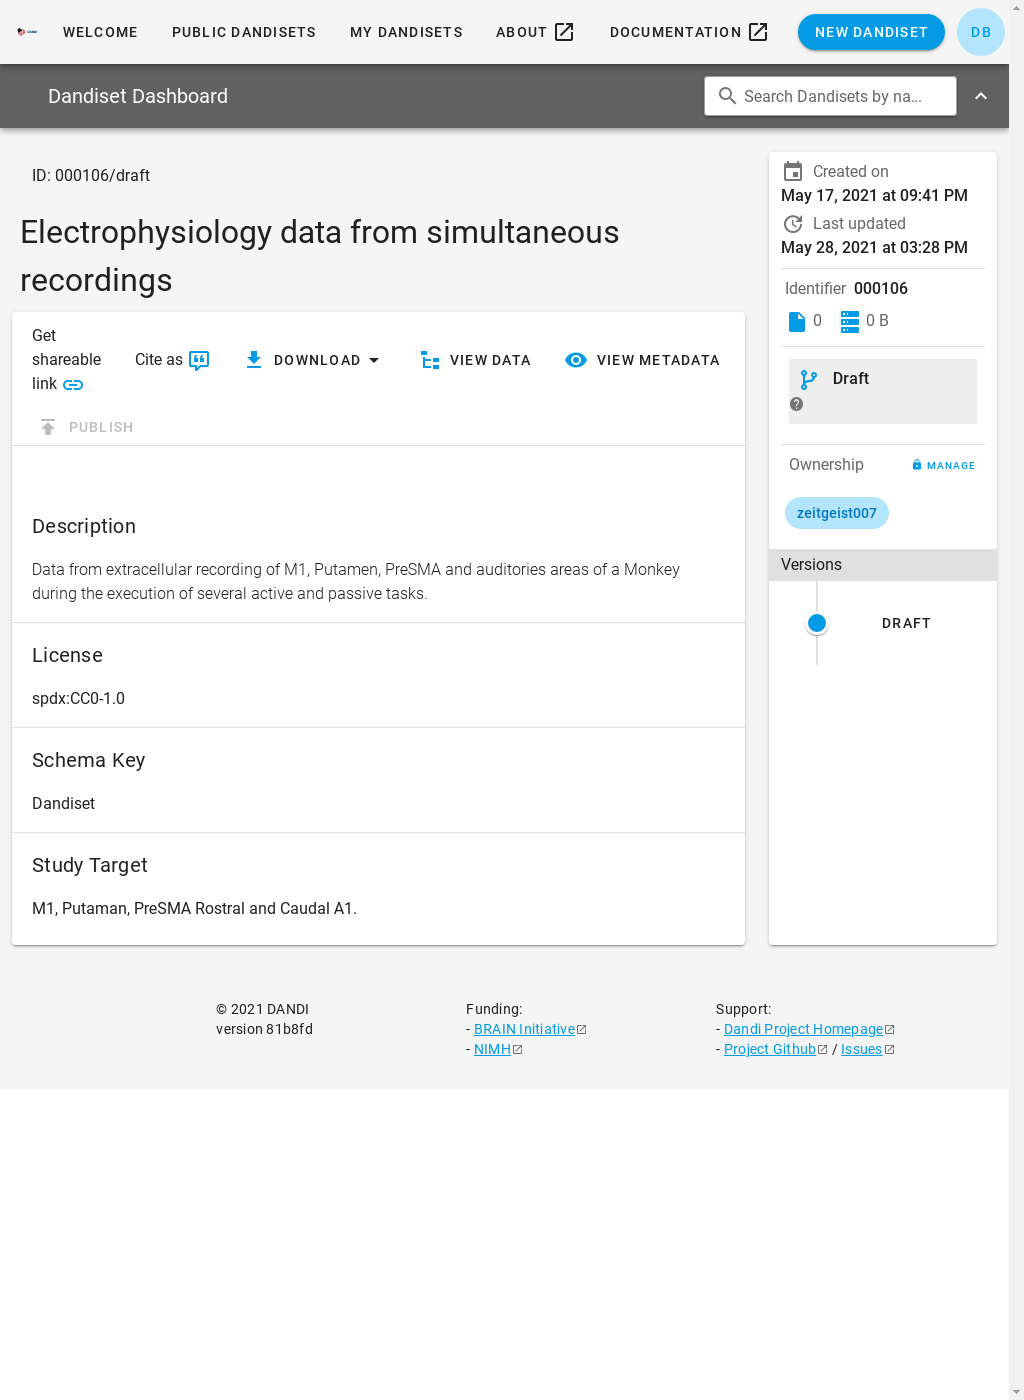 WELCOME PUBLIC DANDISETS MY DANDISETS ABOUT DOCUMENTATION NEW DANDISET DB
Dandiset Dashboard Search Dandisets by na...
ID: 000106/draft
Electrophysiology data from simultaneous
recordings
Get
shareable
link
Cite as
DOWNLOAD
VIEW DATA
VIEW METADATA
PUBLISH
Description
Data from extracellular recording of M1, Putamen, PreSMA and auditories areas of a Monkey
during the execution of several active and passive tasks.
License
spdx:CC0-1.0
Schema Key
Dandiset
Study Target
M1, Putaman, PreSMA Rostral and Caudal A1.
Created on
May 17, 2021 at 09:41 PM
Last updated
May 28, 2021 at 03:28 PM
Identifier 000106
0 0 B
Draft
Ownership MANAGE
zeitgeist007
Versions
DRAFT
© 2021 DANDI
version 81b8fd
Funding:
- BRAIN Initiative
- NIMH
Support:
- Dandi Project Homepage
- Project Github / Issues